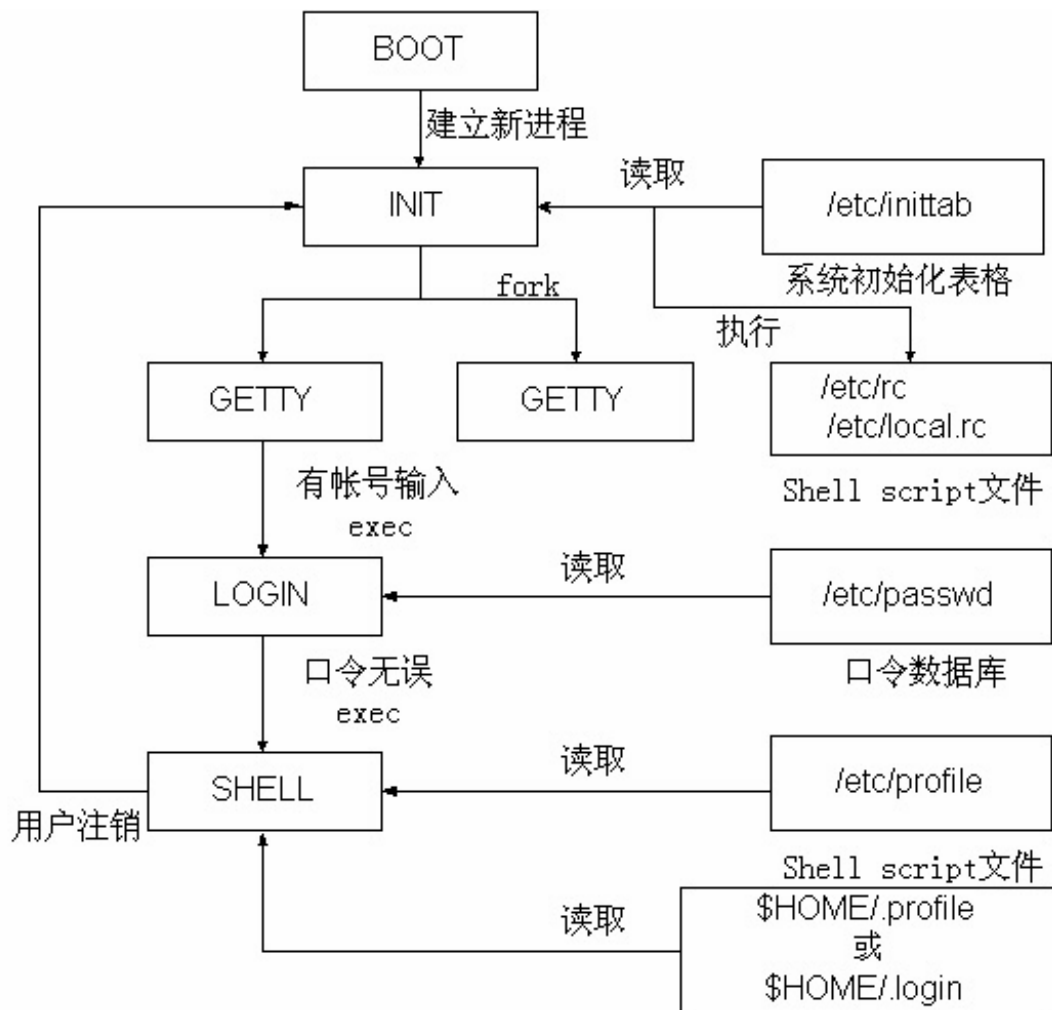 BOOT
建立新进程
INIT
读取
/etc/inittab
系统初始化表格
fork
执行
GETTY
GETTY
/etc/rc
/etc/local.rc
Shell script文件
有帐号输入
exec
LOGIN
读取
/etc/passwd
口令数据库
口令无误
exec
SHELL
读取
/etc/profile
用户注销
Shell script文件
读取
$HOME/.profile
或
$HOME/.login